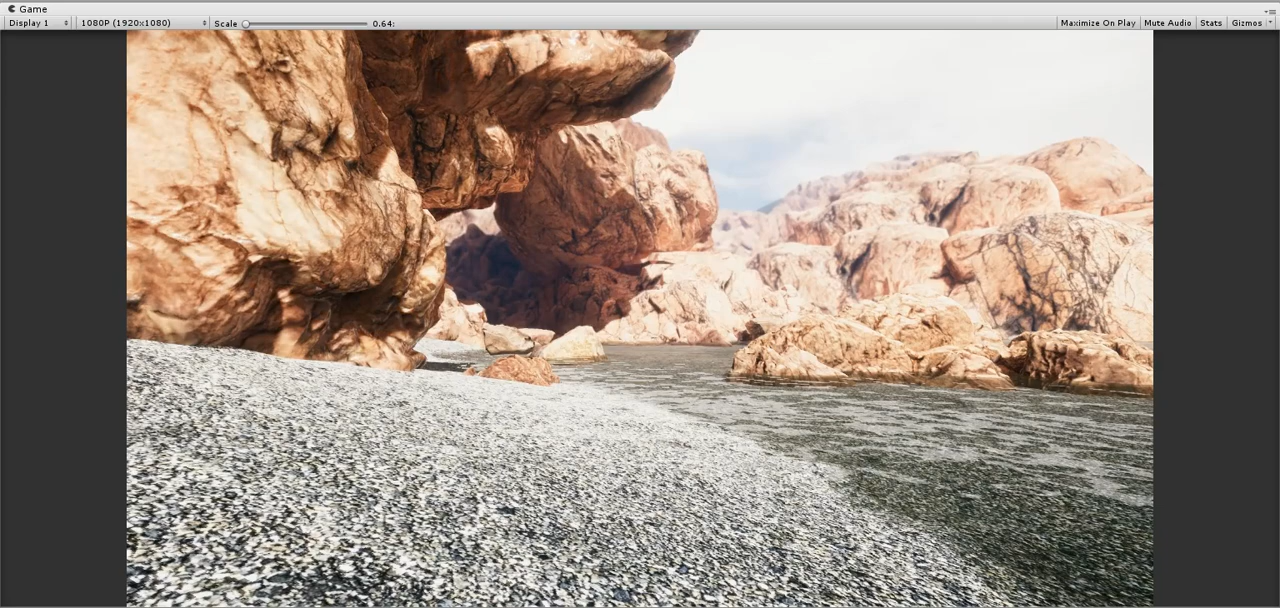 Game
Display 1
1080P (1920x1080)
Scale
0.64:
Maximize On Play
Mute Audio
Stats
Gizmos